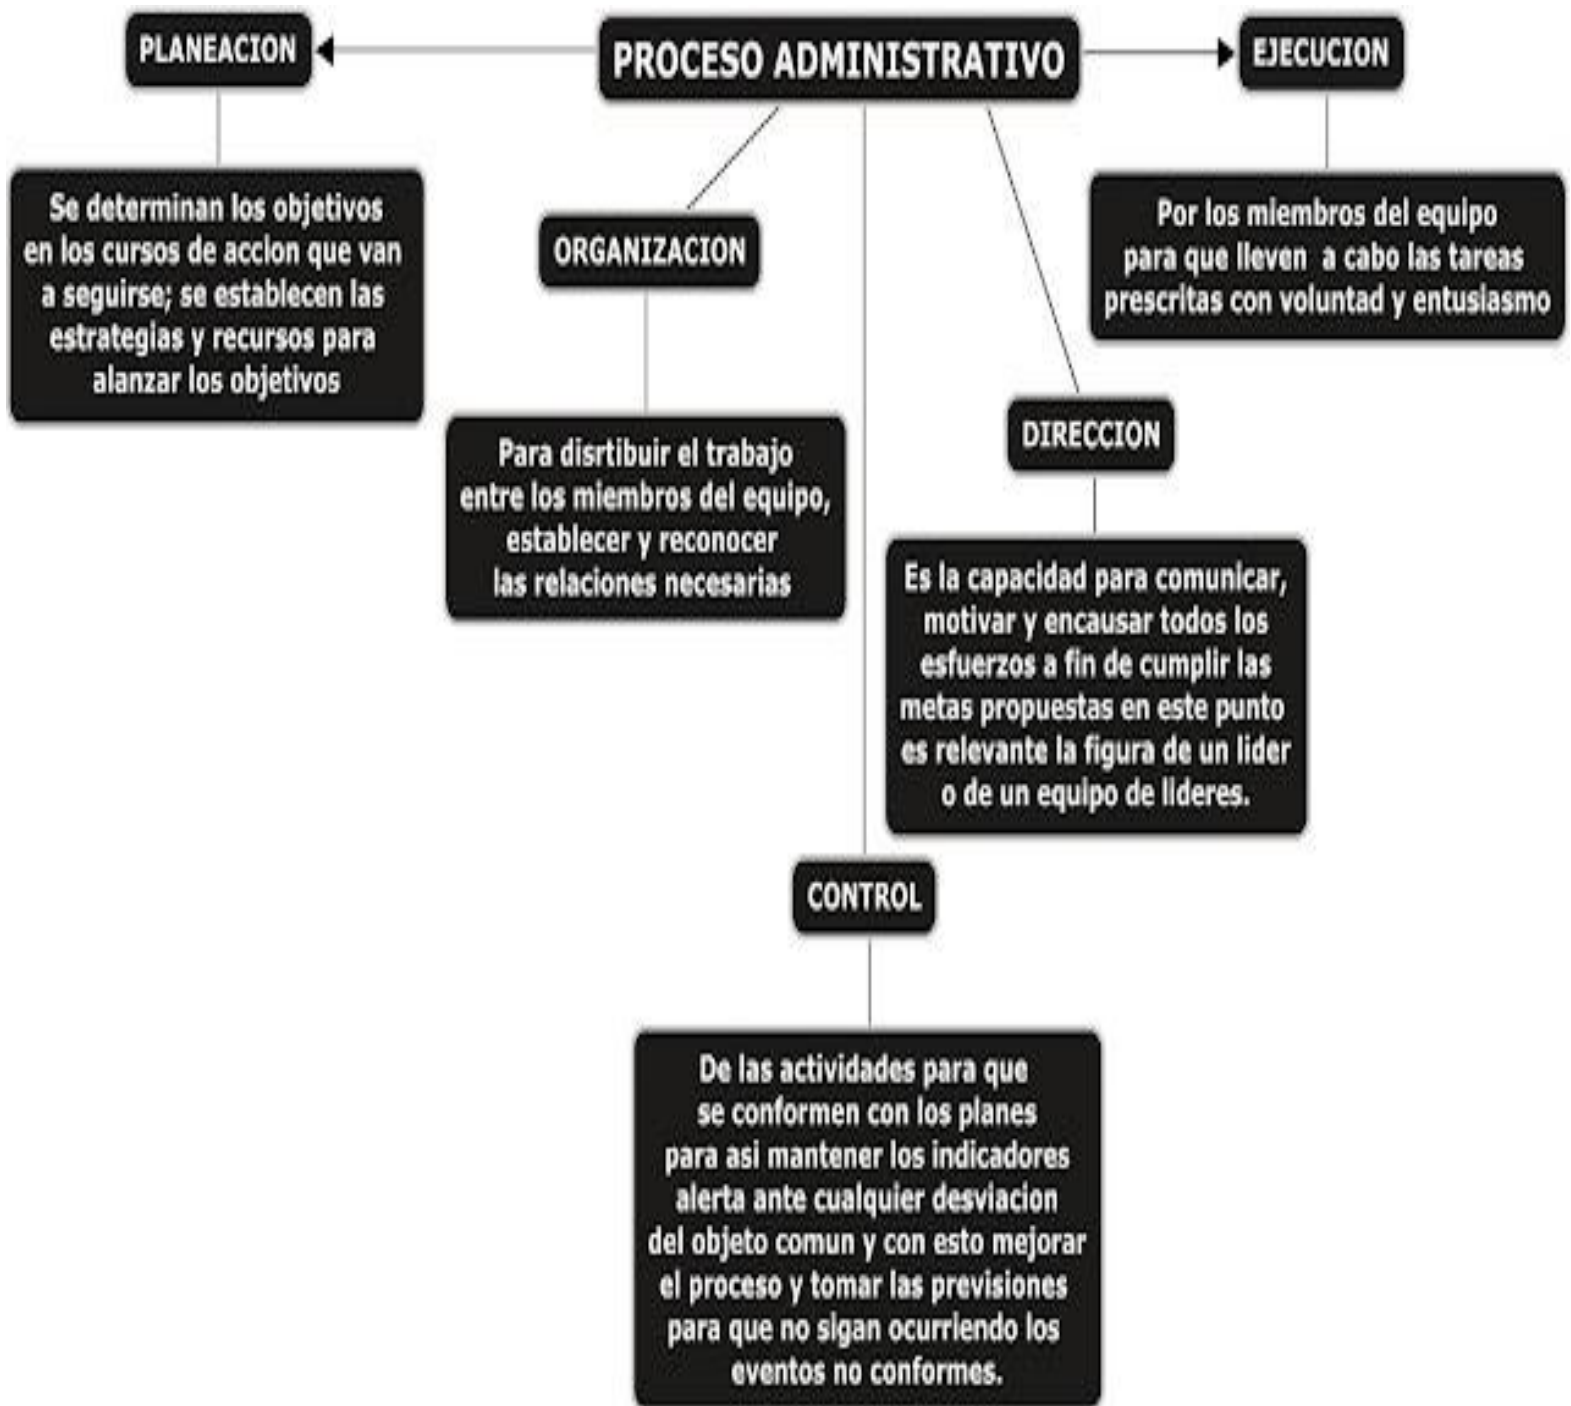 PROCESO ADMINISTRATIVO
PLANEACION
Se determinan los objetivos
en los cursos de accion que van
a seguirse; se establecen las
estrategias y recursos para
alanzar los objetivos
ORGANIZACION
Para disrtibuir el trabajo
entre los miembros del equipo,
establecer y reconocer
las relaciones necesarias
CONTROL
De las actividades para que
se conformen con los planes
para asi mantener los indicadores
alerta ante cualquier desviacion
del objeto comun y con esto mejorar
el proceso y tomar las previsiones
para que no sigan ocurriendo los
eventos no conformes.
DIRECCION
Es la capacidad para comunicar,
motivar y encausar todos los
esfuerzos a fin de cumplir las
metas propuestas en este punto
es relevante la figura de un lider
o de un equipo de lideres.
EJECUCION
Por los miembros del equipo
para que lleven a cabo las tareas
prescritas con voluntad y entusiasmo